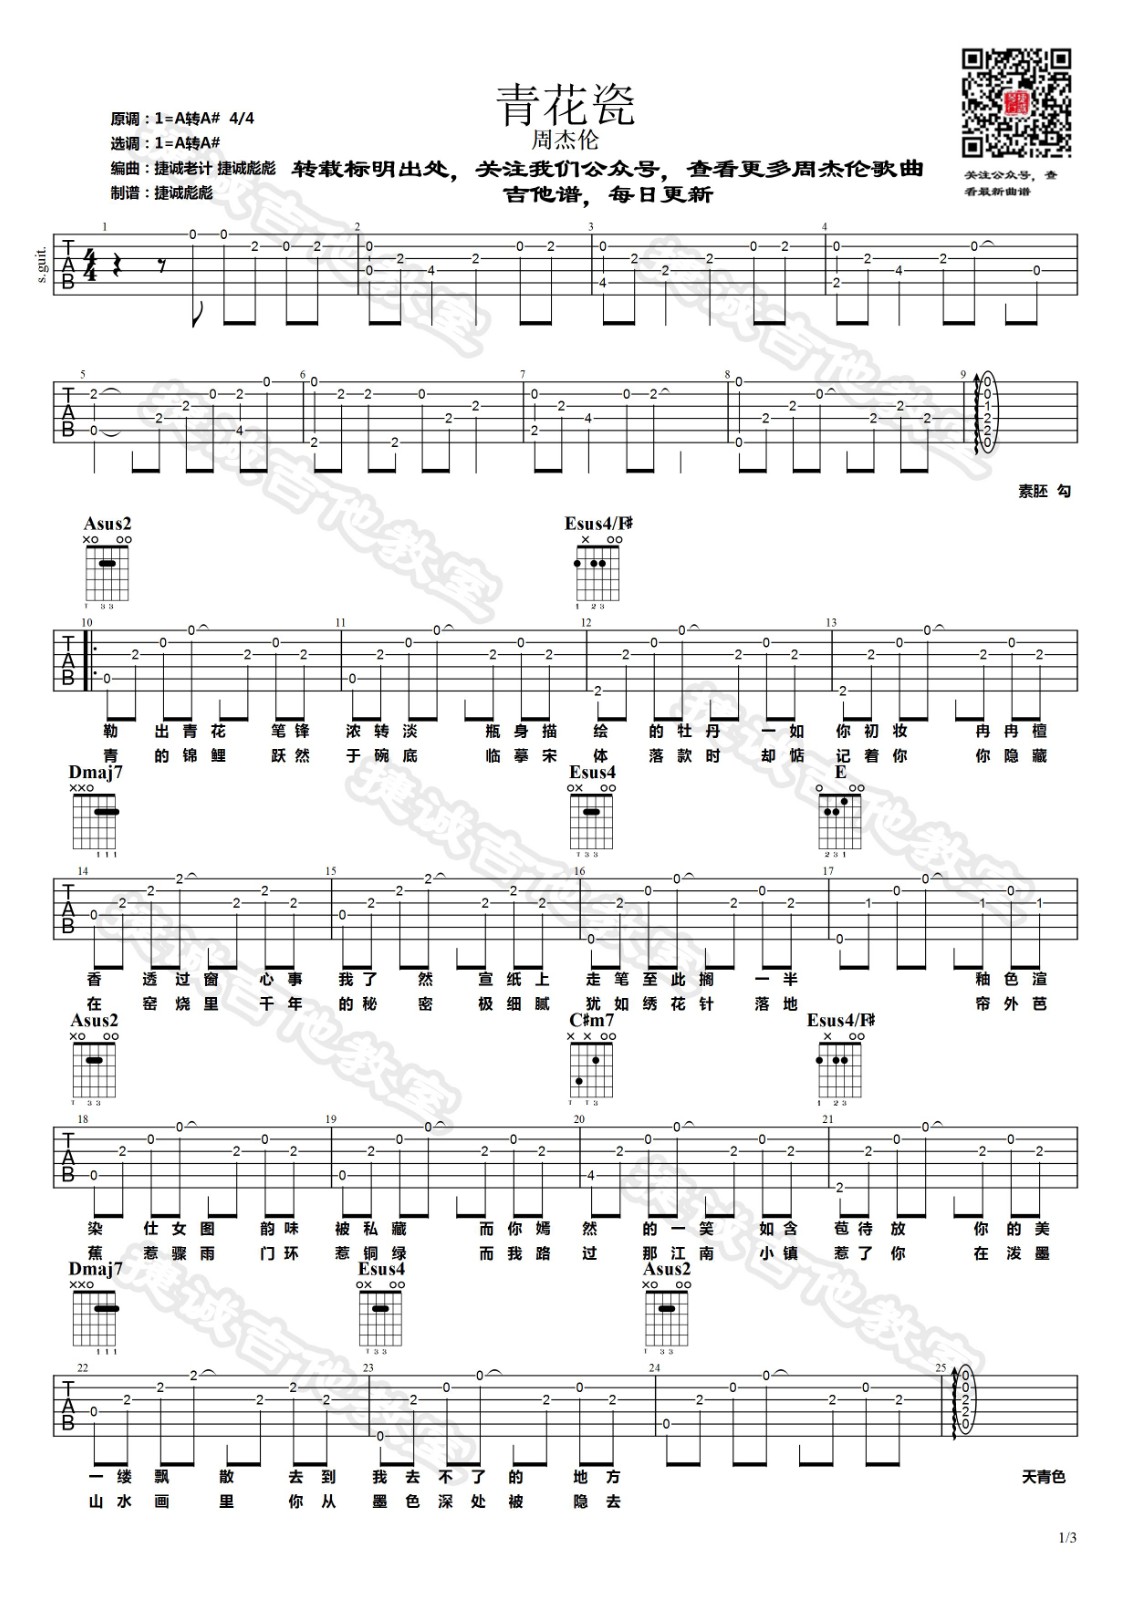 青花瓷
周杰伦
原调：1=A转A# 4/4
选调：1=A转A#
编曲：捷诚老计 捷诚彪彪
制谱：捷诚彪彪
转载标明出处，关注我们公众号，查看更多周杰伦歌曲
吉他谱，每日更新
关注公众号，查
看最新曲谱
s.guit.
素胚 勾
Asus2 Esus4/F#
勒 出 青 花 笔 锋 浓 转 淡 瓶 身 描 绘 的 牡 丹 一 如 你 初 妆 冉 冉 檀
青 的 锦 鲤 跃 然 于 碗 底 临 摹 宋 体 落 款 时 却 惦 记 着 你 你 隐 藏
Dmaj7 Esus4 E
香 透 过 窗 心 事 我 了 然 宣 纸 上 走 笔 至 此 搁 一 半 釉 色 渲
在 窑 烧 里 千 年 的 秘 密 极 细 腻 犹 如 绣 花 针 落 地 帘 外 芭
Asus2 C#m7 Esus4/F#
染 仕 女 图 韵 味 被 私 藏 而 你 嫣 然 的 一 笑 如 含 苞 待 放 你 的 美
蕉 惹 骤 雨 门 环 惹 铜 绿 而 我 路 过 那 江 南 小 镇 惹 了 你 在 泼 墨
Dmaj7 Esus4 Asus2
一 缕 飘 散 去 到 我 去 不 了 的 地 方 天 青 色
山 水 画 里 你 从 墨 色 深 处 被 隐 去
1/3
捷诚吉他教室